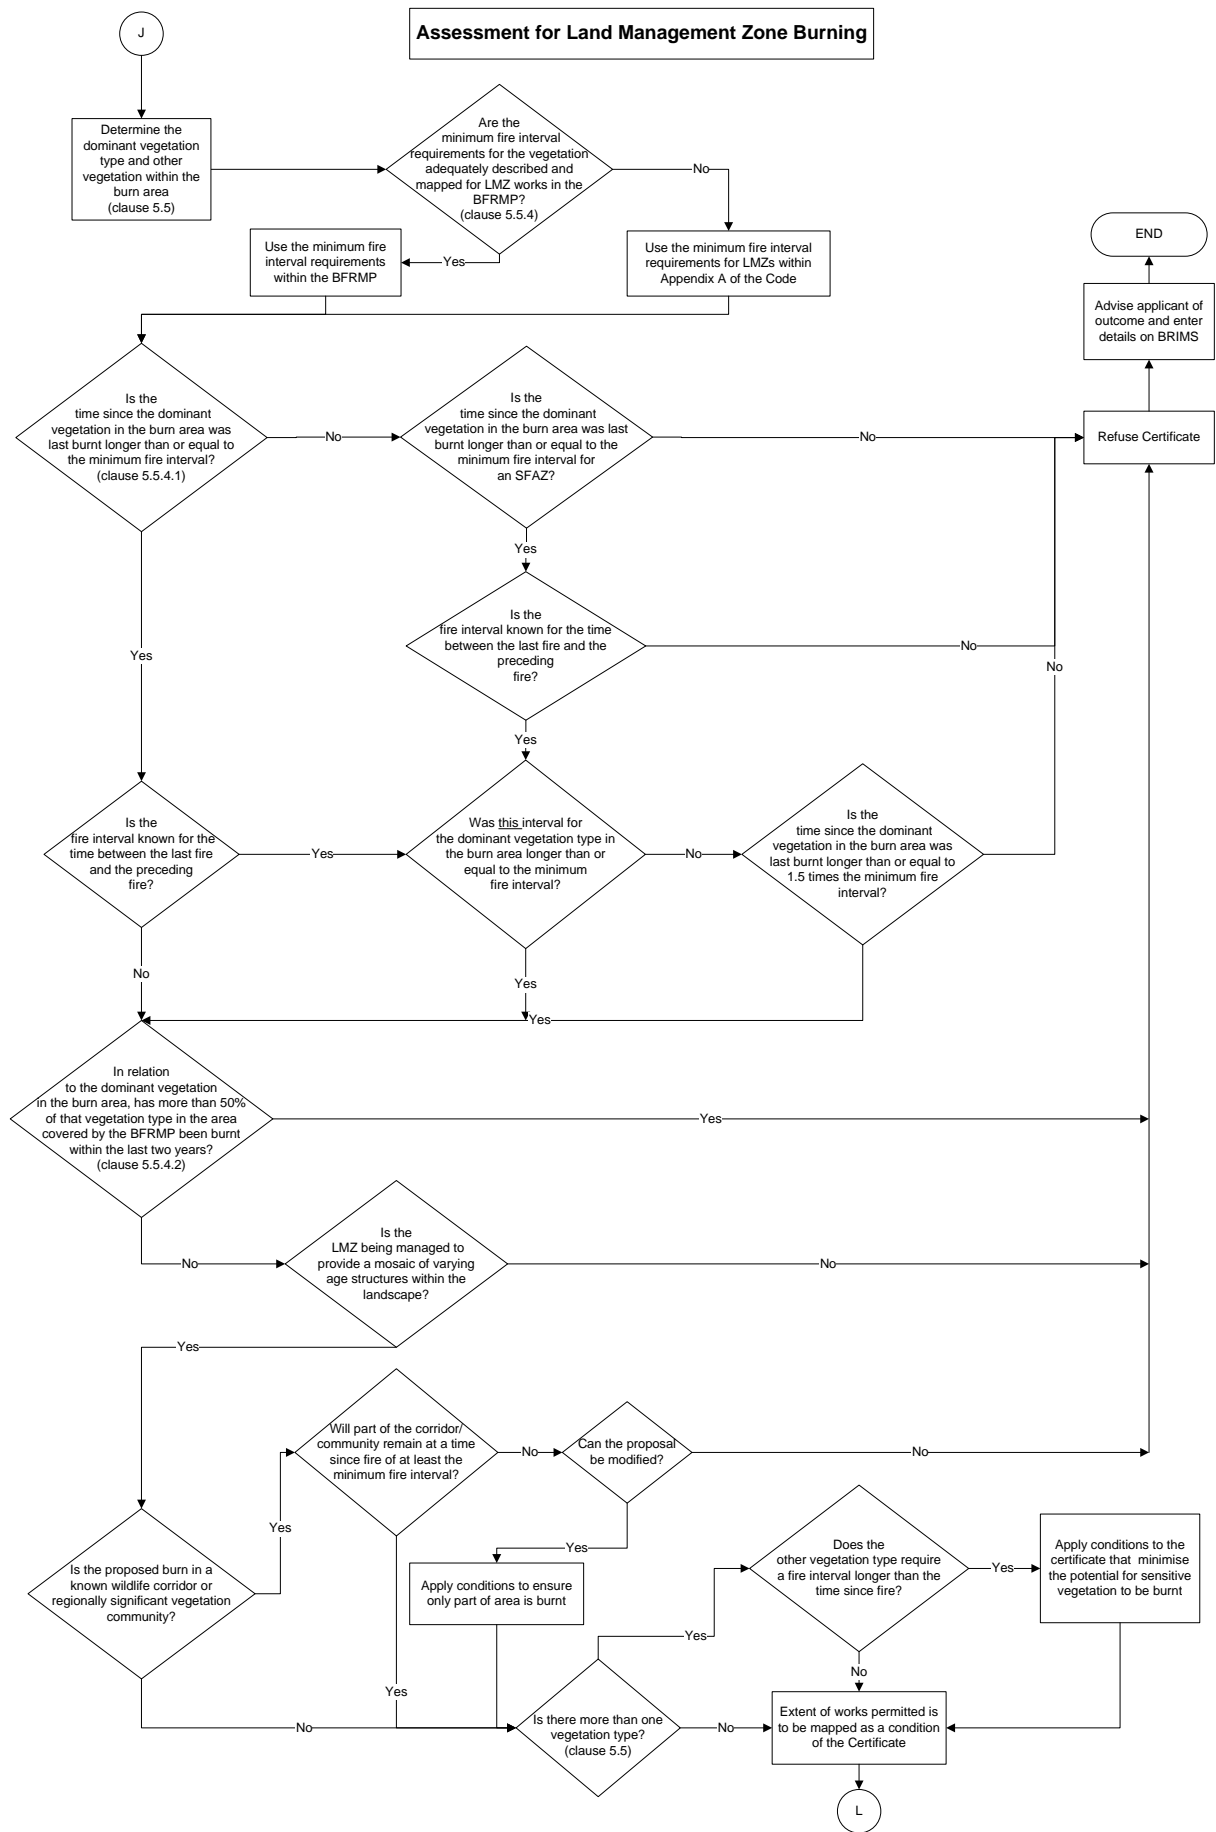 Assessment for Land Management Zone Burning
J
Determine the
dominant vegetation
type and other
vegetation within the
burn area
(clause 5.5)
Are the
minimum fire interval
requirements for the vegetation
adequately described and
mapped for LMZ works in the
BFRMP?
(clause 5.5.4)
No
Yes
Use the minimum fire
interval requirements
within the BFRMP
Use the minimum fire interval
requirements for LMZs within
Appendix A of the Code
END
Advise applicant of
outcome and enter
details on BRIMS
Refuse Certificate
Is the
time since the dominant
vegetation in the burn area was
last burnt longer than or equal to
the minimum fire interval?
(clause 5.5.4.1)
No
Is the
time since the dominant
vegetation in the burn area was last
burnt longer than or equal to the
minimum fire interval for
an SFAZ?
No
Yes
Is the
fire interval known for the time
between the last fire and the
preceding
fire?
No
No
Yes
Yes
Is the
fire interval known for the
time between the last fire
and the preceding
fire?
Yes
Was this interval for
the dominant vegetation type in
the burn area longer than or
equal to the minimum
fire interval?
No
Is the
time since the dominant
vegetation in the burn area was
last burnt longer than or equal to
1.5 times the minimum fire
interval?
No
Yes
Yes
In relation
to the dominant vegetation
in the burn area, has more than 50%
of that vegetation type in the area
covered by the BFRMP been burnt
within the last two years?
(clause 5.5.4.2)
Yes
No
Is the
LMZ being managed to
provide a mosaic of varying
age structures within the
landscape?
No
Yes
Will part of the corridor/
community remain at a time
since fire of at least the
minimum fire interval?
No
Can the proposal
be modified?
No
Yes
Yes
Is the proposed burn in a
known wildlife corridor or
regionally significant vegetation
community?
Apply conditions to ensure
only part of area is burnt
Does the
other vegetation type require
a fire interval longer than the
time since fire?
Yes
Apply conditions to the
certificate that minimise
the potential for sensitive
vegetation to be burnt
Yes
No
Yes
No
Is there more than one
vegetation type?
(clause 5.5)
No
Extent of works permitted is
to be mapped as a condition
of the Certificate
L